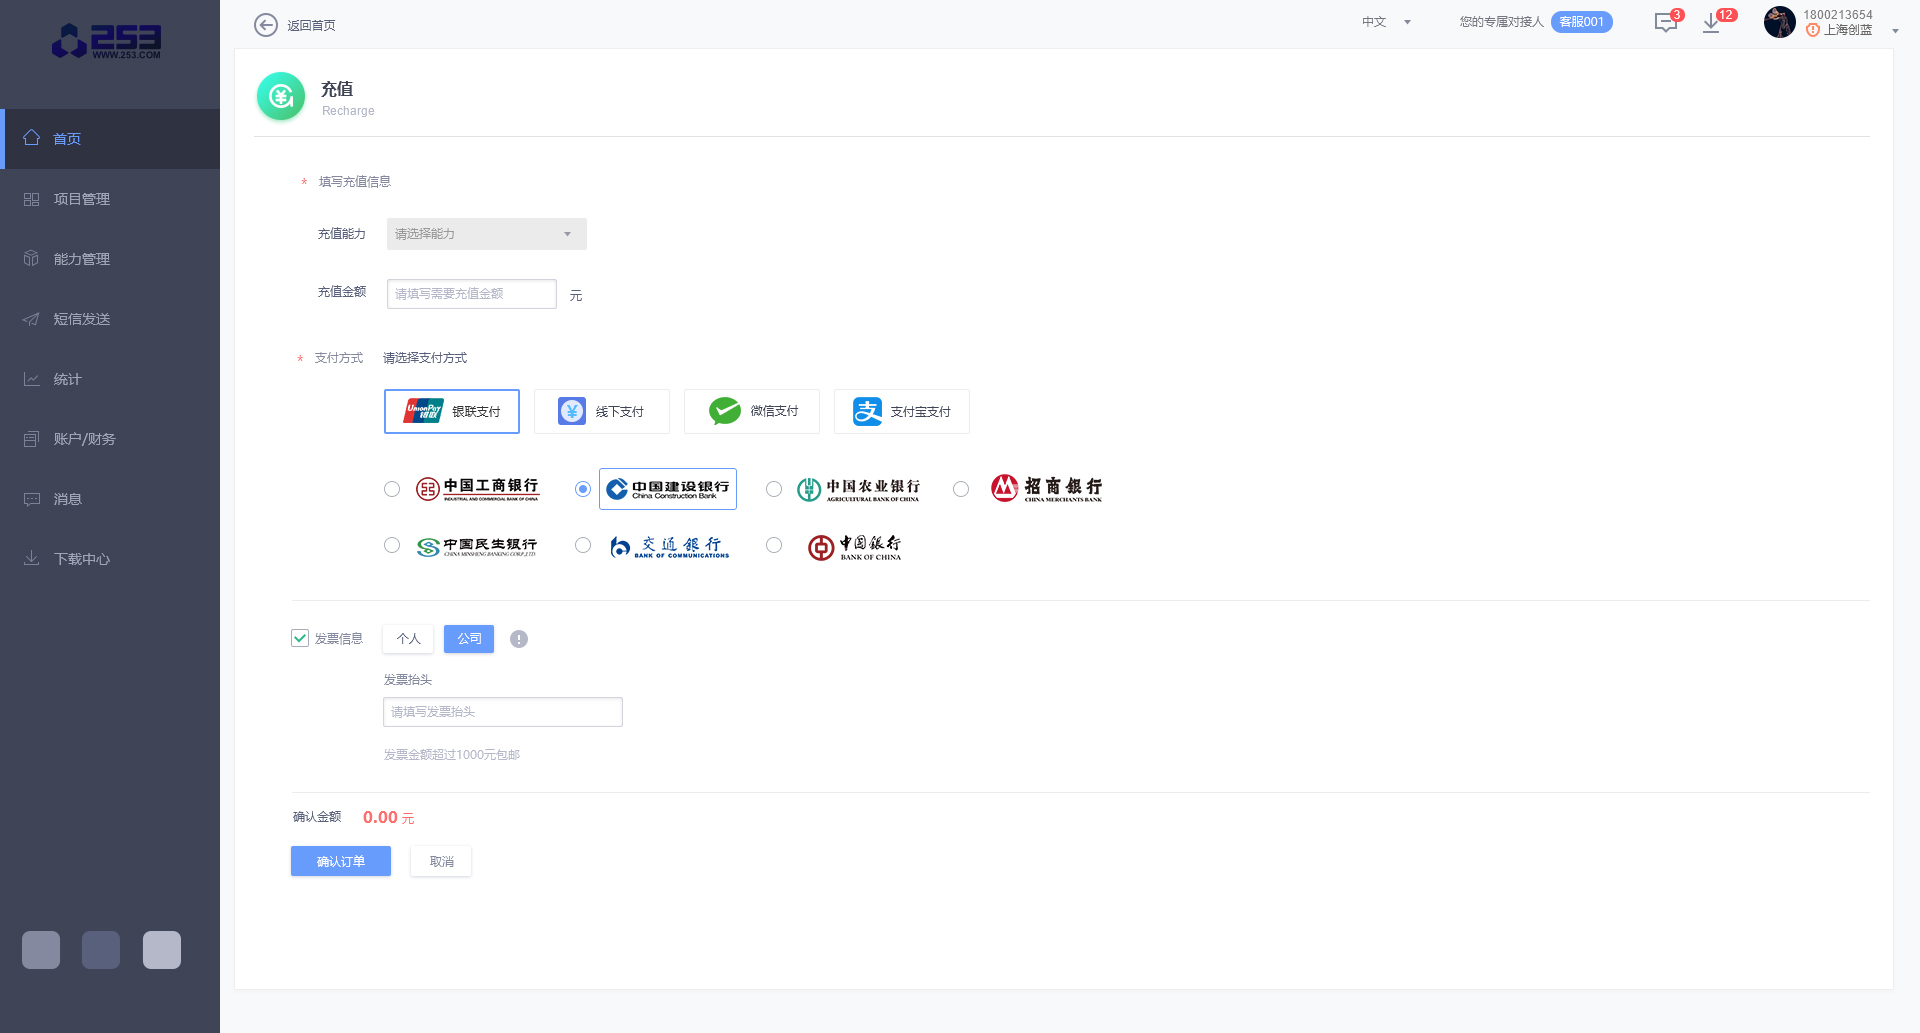 253
WWW.253.COM
首页
项目管理
能力管理
短信发送
统计
账户/财务
消息
下载中心
返回首页
中文
您的专属对接人 客服001
3
12
1800213654
上海创蓝
充值
Recharge
* 填写充值信息
充值能力 请选择能力
充值金额 请填写需要充值金额 元
* 支付方式 请选择支付方式
UnionPay 银联 银联支付
线下支付
微信支付
支 支付宝支付
中国工商银行
INDUSTRIAL AND COMMERCIAL BANK OF CHINA
中国建设银行
China Construction Bank
中国农业银行
AGRICULTURAL BANK OF CHINA
招商银行
CHINA MERCHANTS BANK
中国民生银行
CHINA MINSHENG BANKING CORP.,LTD
交通银行
BANK OF COMMUNICATIONS
中国银行
BANK OF CHINA
发票信息 个人 公司
发票抬头
请填写发票抬头
发票金额超过1000元包邮
确认金额 0.00 元
确认订单 取消